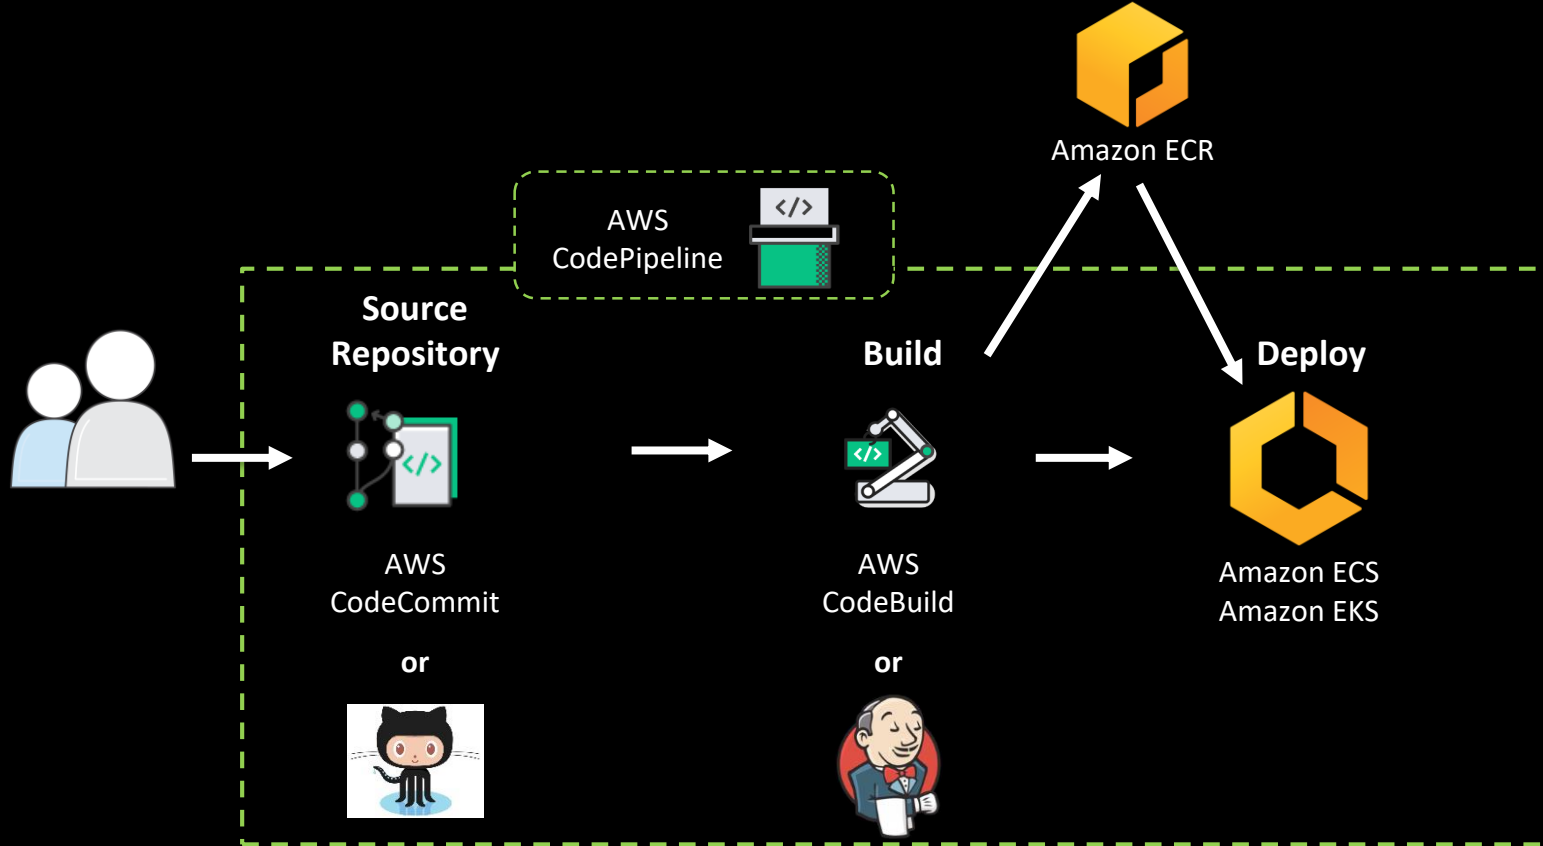 Amazon ECR
</>
AWS
CodePipeline
Source
Repository
Build
Deploy
</>
</>
AWS
CodeCommit
AWS
CodeBuild
Amazon ECS
Amazon EKS
or
or